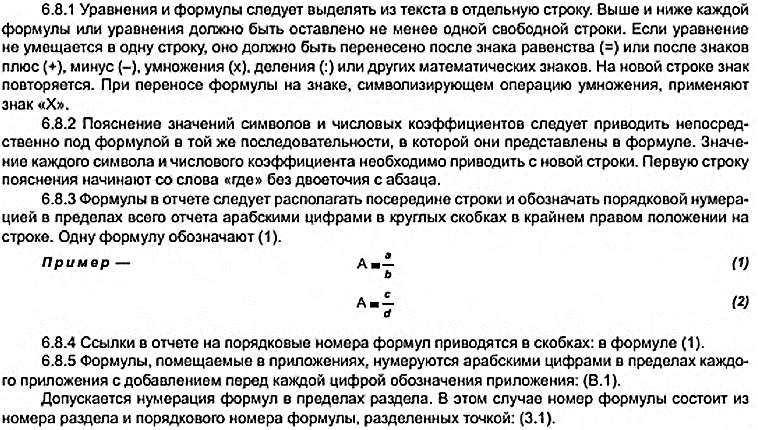 6.8.1 Уравнения и формулы следует выделять из текста в отдельную строку. Выше и ниже каждой
формулы или уравнения должно быть оставлено не менее одной свободной строки. Если уравнение
не умещается в одну строку, оно должно быть перенесено после знака равенства (=) или после знаков
плюс (+), минус (–), умножения (х), деления (:) или других математических знаков. На новой строке знак
повторяется. При переносе формулы на знаке, символизирующем операцию умножения, применяют
знак «Х».
6.8.2 Пояснение значений символов и числовых коэффициентов следует приводить непосред-
ственно под формулой в той же последовательности, в которой они представлены в формуле. Значе-
ние каждого символа и числового коэффициента необходимо приводить с новой строки. Первую строку
пояснения начинают со слова «где» без двоеточия с абзаца.
6.8.3 Формулы в отчете следует располагать посередине строки и обозначать порядковой нумера-
цией в пределах всего отчета арабскими цифрами в круглых скобках в крайнем правом положении на
строке. Одну формулу обозначают (1).
Пример — A = a/b (1)
A = c/d (2)
6.8.4 Ссылки в отчете на порядковые номера формул приводятся в скобках: в формуле (1).
6.8.5 Формулы, помещаемые в приложениях, нумеруются арабскими цифрами в пределах каждо-
го приложения с добавлением перед каждой цифрой обозначения приложения: (В.1).
Допускается нумерация формул в пределах раздела. В этом случае номер формулы состоит из
номера раздела и порядкового номера формулы, разделенных точкой: (3.1).